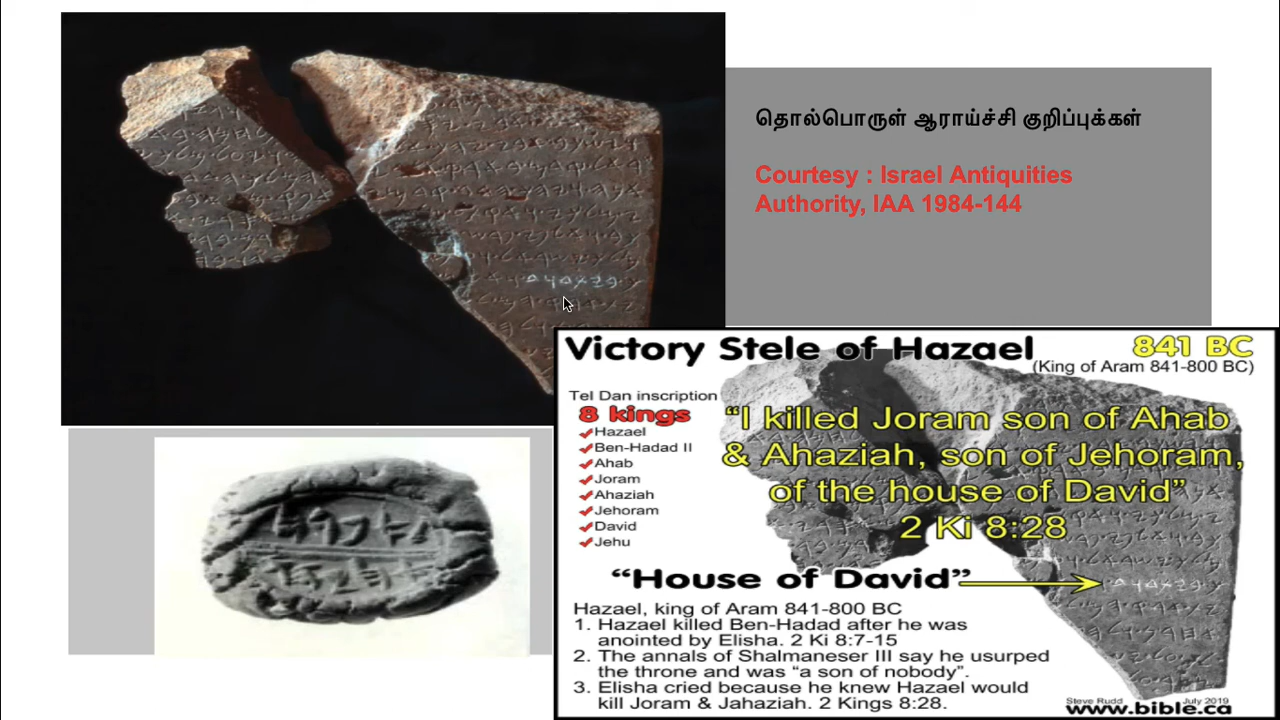 தொல்பொருள் ஆராய்ச்சி குறிப்புக்கள்
Courtesy : Israel Antiquities
Authority, IAA 1984-144
Victory Stele of Hazael
841 BC
(King of Aram 841-800 BC)
Tel Dan inscription
8 kings
Hazael
Ben-Hadad II
Ahab
Joram
Ahaziah
Jehoram
David
Jehu
“I killed Joram son of Ahab
& Ahaziah, son of Jehoram,
of the house of David”
2 Ki 8:28
“House of David”
Hazael, king of Aram 841-800 BC
1. Hazael killed Ben-Hadad after he was
anointed by Elisha. 2 Ki 8:7-15
2. The annals of Shalmaneser III say he usurped
the throne and was “a son of nobody”.
3. Elisha cried because he knew Hazael would
kill Joram & Jahaziah. 2 Kings 8:28.
Steve Rudd July 2019
www.bible.ca